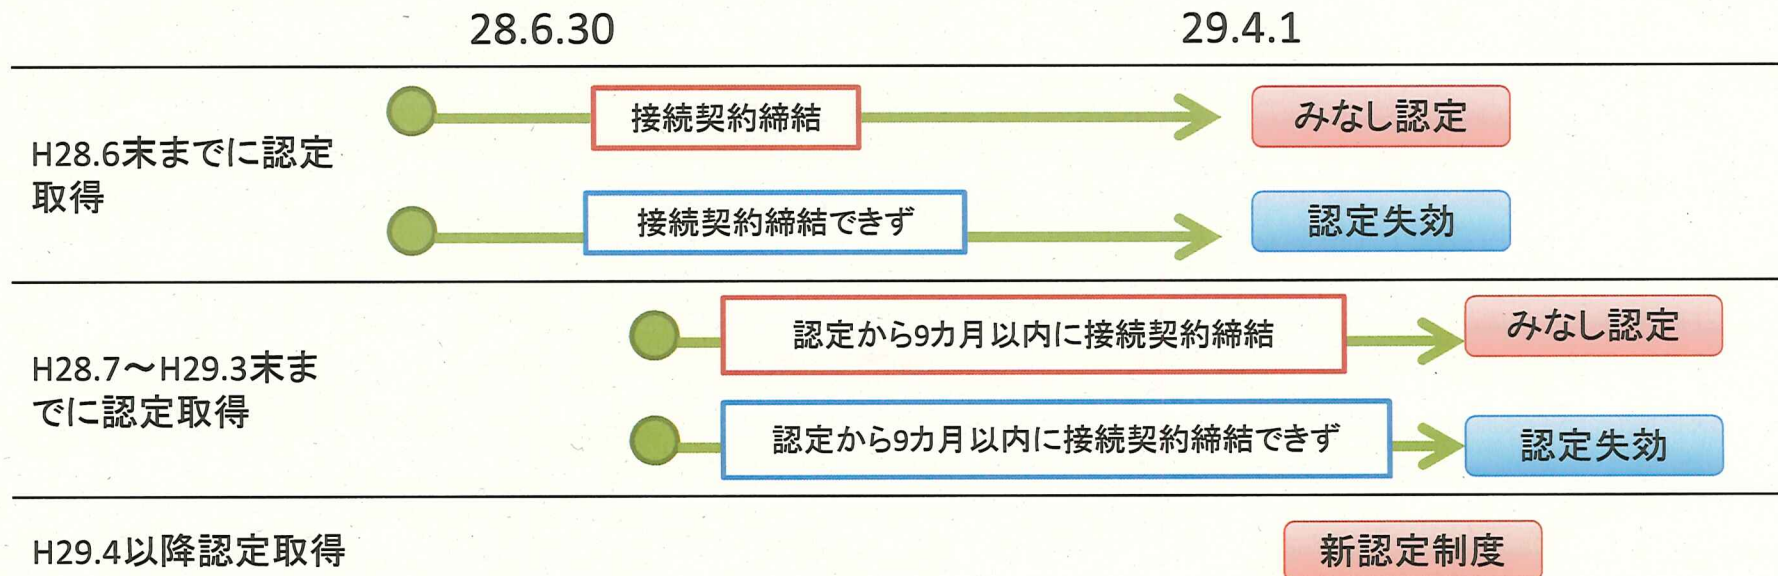 28.6.30
29.4.1
H28.6末までに認定
取得
接続契約締結
みなし認定
接続契約締結できず
認定失効
H28.7～H29.3末ま
でに認定取得
認定から9カ月以内に接続契約締結
みなし認定
認定から9カ月以内に接続契約締結できず
認定失効
H29.4以降認定取得
新認定制度